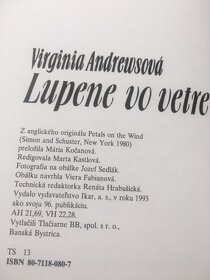 Virginia Andrewsová
Lupene vo vetre
Z anglického originálu Petals on the Wind
(Simon and Schuster, New York 1980)
preložila Mária Kočanová.
Redigovala Marta Kastlová.
Fotografia na obálke Jozef Sedlák.
Obálku navrhla Viera Fabianová.
Technická redaktorka Renáta Hrabušická.
Vydalo vydavateľstvo Ikar, a. s., v roku 1993
ako svoju 96. publikáciu.
AH 21,69, VH 22,28.
Vytlačili Tlačiarne BB, spol. s r. o.,
Banská Bystrica.
TS 13
ISBN 80-7118-080-7